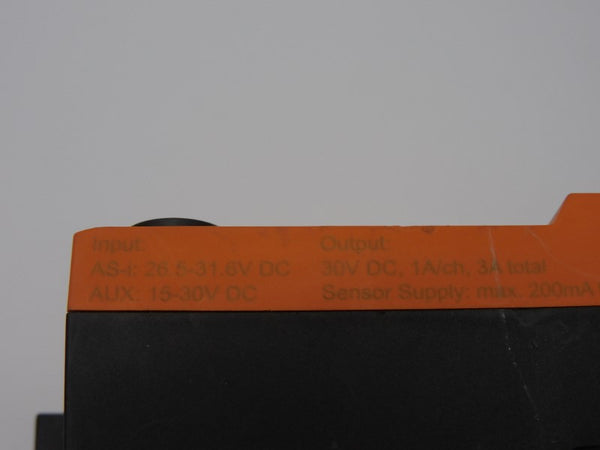 Input:
AS-i: 26.5-31.6V DC
AUX: 15-30V DC
Output:
30V DC, 1A/ch, 3A total
Sensor Supply: max. 200mA